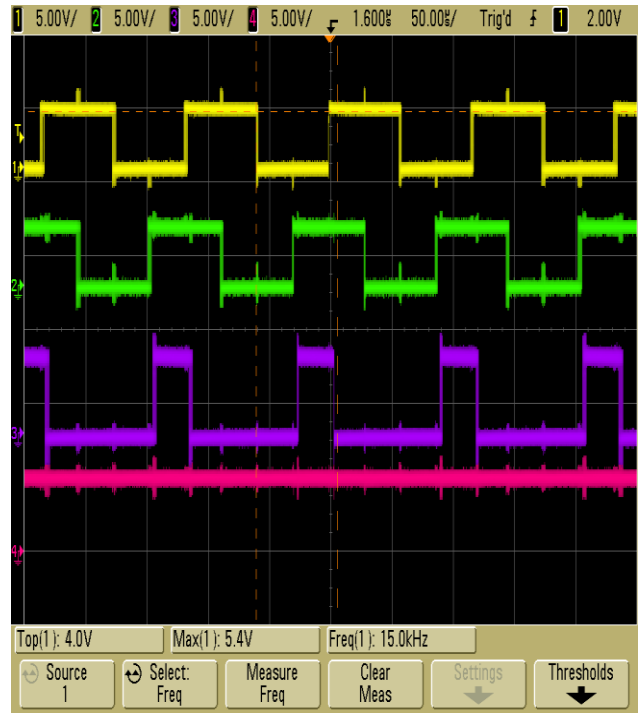 1 5.00V/ 2 5.00V/ 3 5.00V/ 4 5.00V/ 1.600s 50.00s/ Trig'd 1 2.00V
T
1
2
3
4
Top(1): 4.0V Max(1): 5.4V Freq(1): 15.0kHz
Source Select: Measure Clear Settings Thresholds
1 Freq Freq Meas